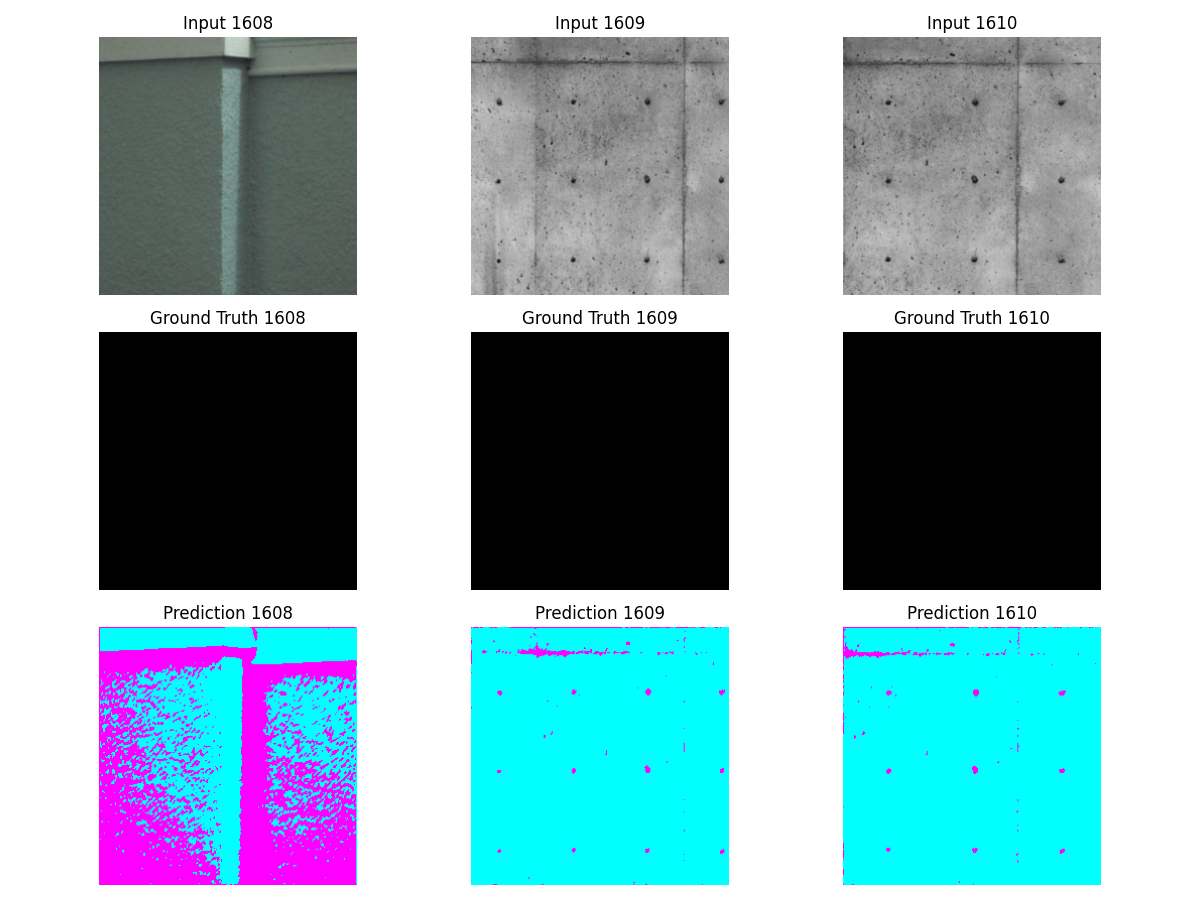 Input 1608
Input 1609
Input 1610
Ground Truth 1608
Ground Truth 1609
Ground Truth 1610
Prediction 1608
Prediction 1609
Prediction 1610